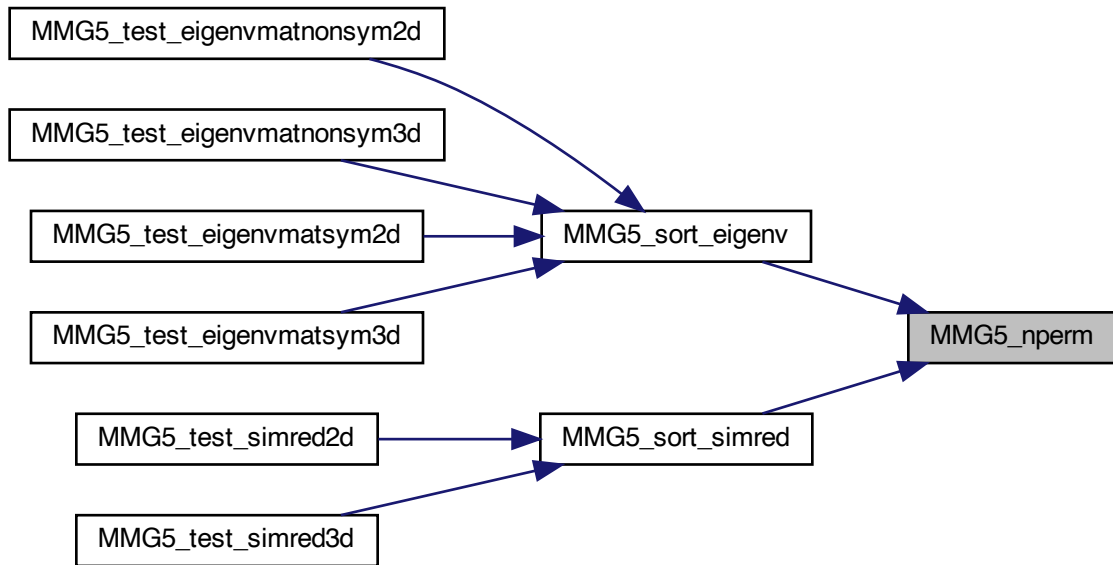 MMG5_test_eigenvmatnonsym2d
MMG5_test_eigenvmatnonsym3d
MMG5_test_eigenvmatsym2d
MMG5_sort_eigenv
MMG5_test_eigenvmatsym3d
MMG5_nperm
MMG5_test_simred2d
MMG5_sort_simred
MMG5_test_simred3d